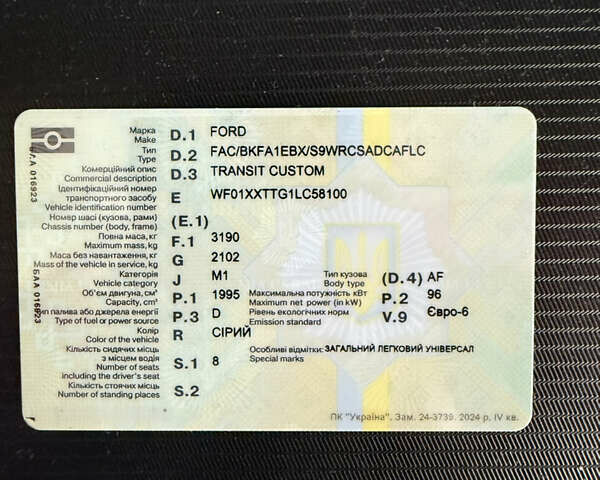 Марка D.1 FORD
Make
Тип D.2 FAC/BKFA1EBX/S9WRCSADCAFLC
Type
Комерційний опис D.3 TRANSIT CUSTOM
Commercial description
Ідентифікаційний номер
транспортного засобу E WF01XXTTG1LC58100
Vehicle identification number
Номер шасі (кузова, рами) (E.1)
Chassis number (body, frame)
Повна маса, кг F.1 3190
Maximum mass, kg
Маса без навантаження, кг G 2102
Mass of the vehicle in service, kg
Категорія J M1 Тип кузова (D.4) AF
Vehicle category Body type
Об'єм двигуна, см³ P.1 1995 Максимальна потужність кВт P.2 96
Capacity, cm³ Maximum net power (in kW)
Тип палива або джерела енергії P.3 D Рівень екологічних норм V.9 Євро-6
Type of fuel or power source Emission standard
Колір R СІРИЙ
Color of the vehicle
Кількість сидячих місць Особливі відмітки: ЗАГАЛЬНИЙ ЛЕГКОВИЙ УНІВЕРСАЛ
з місцем водія S.1 8 Special marks
Number of seats
including the driver's seat
Кількість стоячих місць S.2
Number of standing places
ПК "Україна". Зам. 24-3739. 2024 р. IV кв.
БАА 016923
БАА 016923